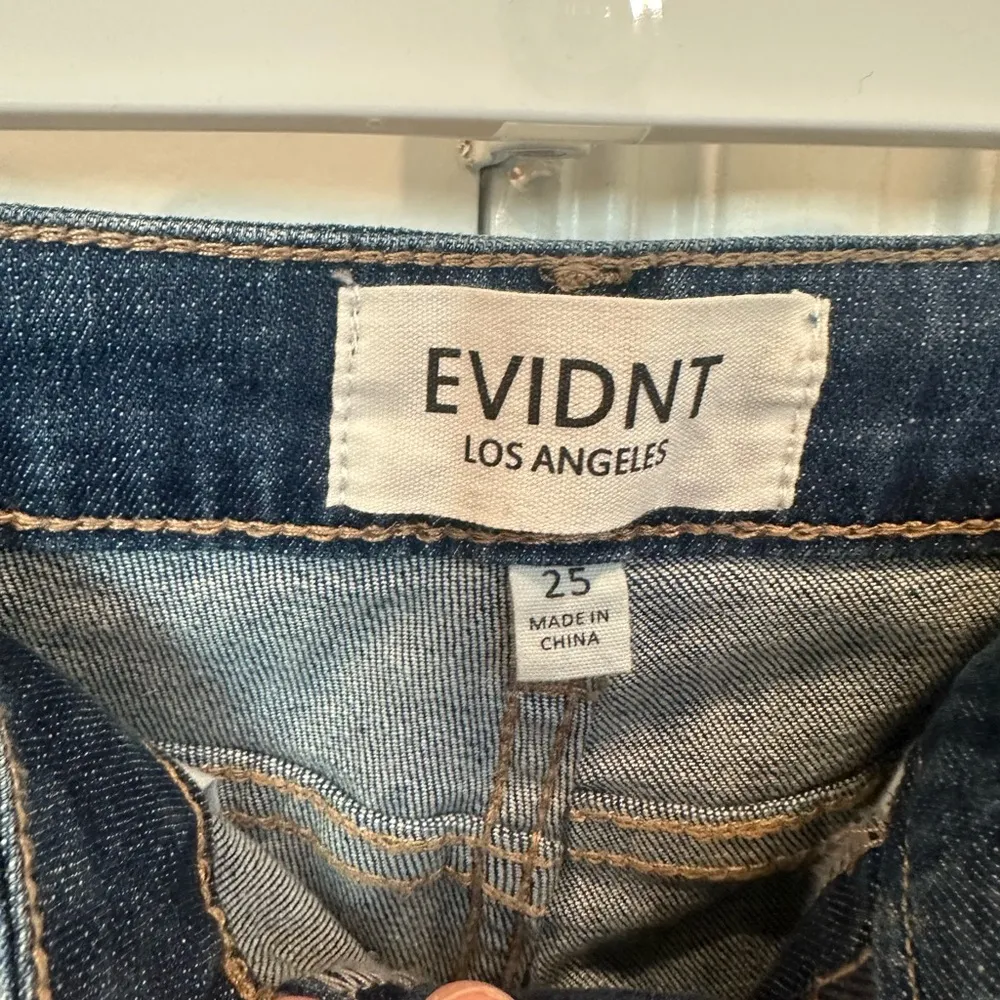 EVIDNT
LOS ANGELES
25
MADE IN
CHINA